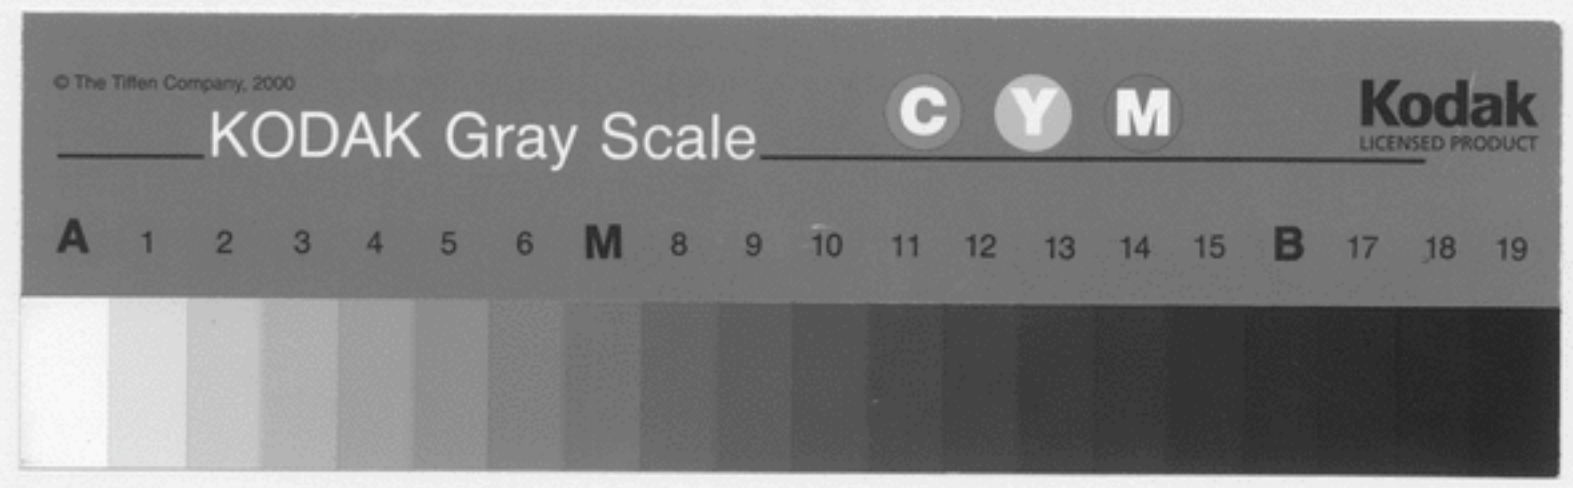 © The Tiffen Company, 2000
KODAK Gray Scale
C Y M
Kodak
LICENSED PRODUCT
A 1 2 3 4 5 6 M 8 9 10 11 12 13 14 15 B 17 18 19